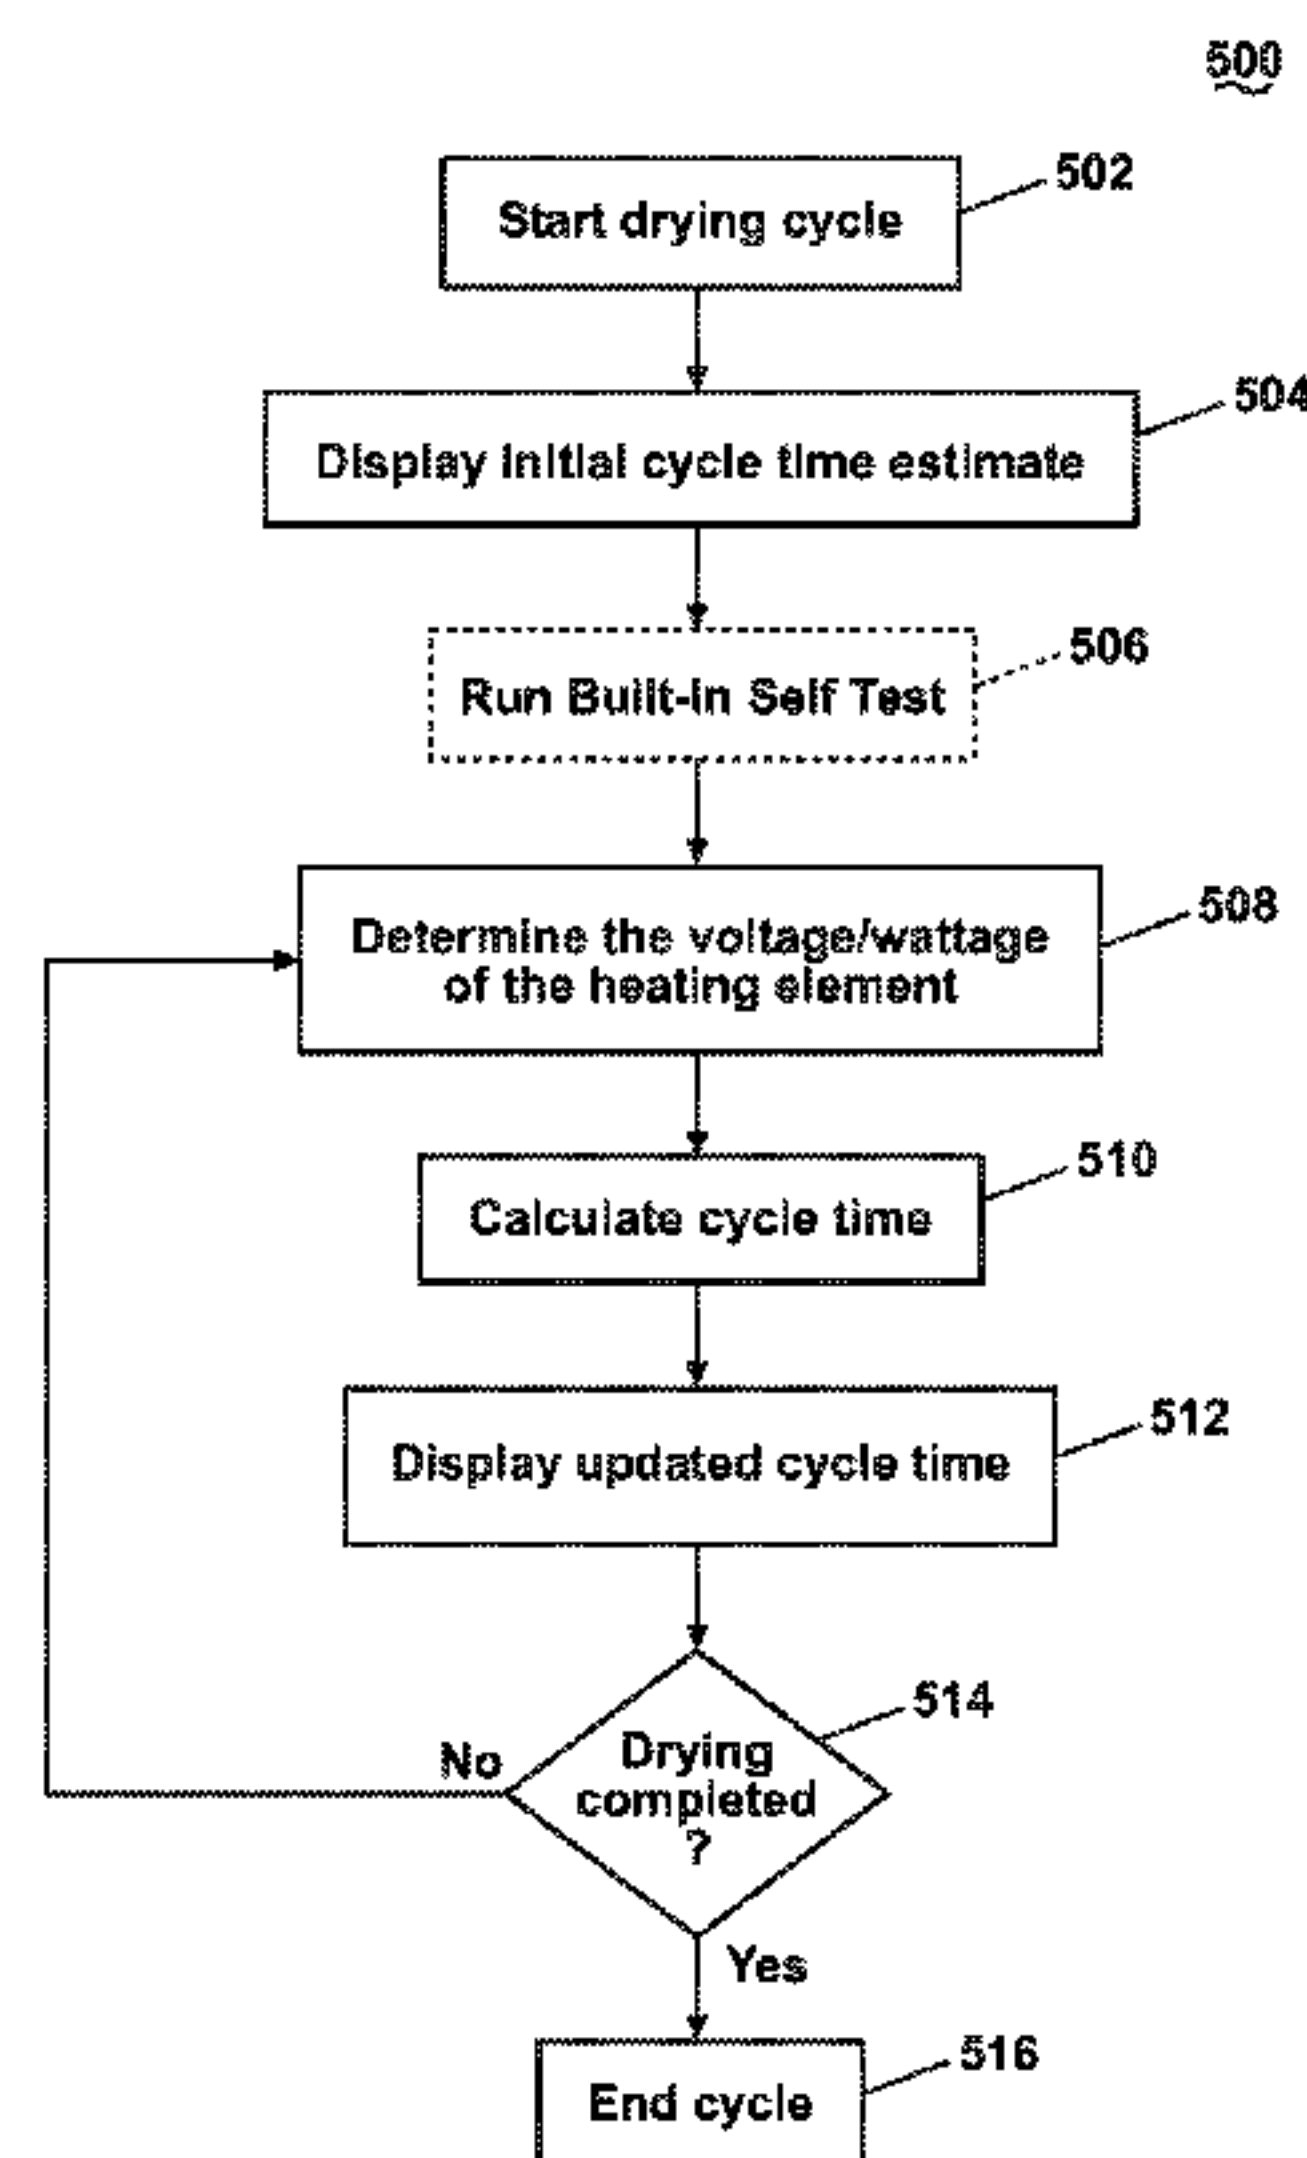 500
502
Start drying cycle
504
Display initial cycle time estimate
506
Run Built-in Self Test
508
Determine the voltage/wattage
of the heating element
510
Calculate cycle time
512
Display updated cycle time
514
No
Drying
completed
?
Yes
516
End cycle